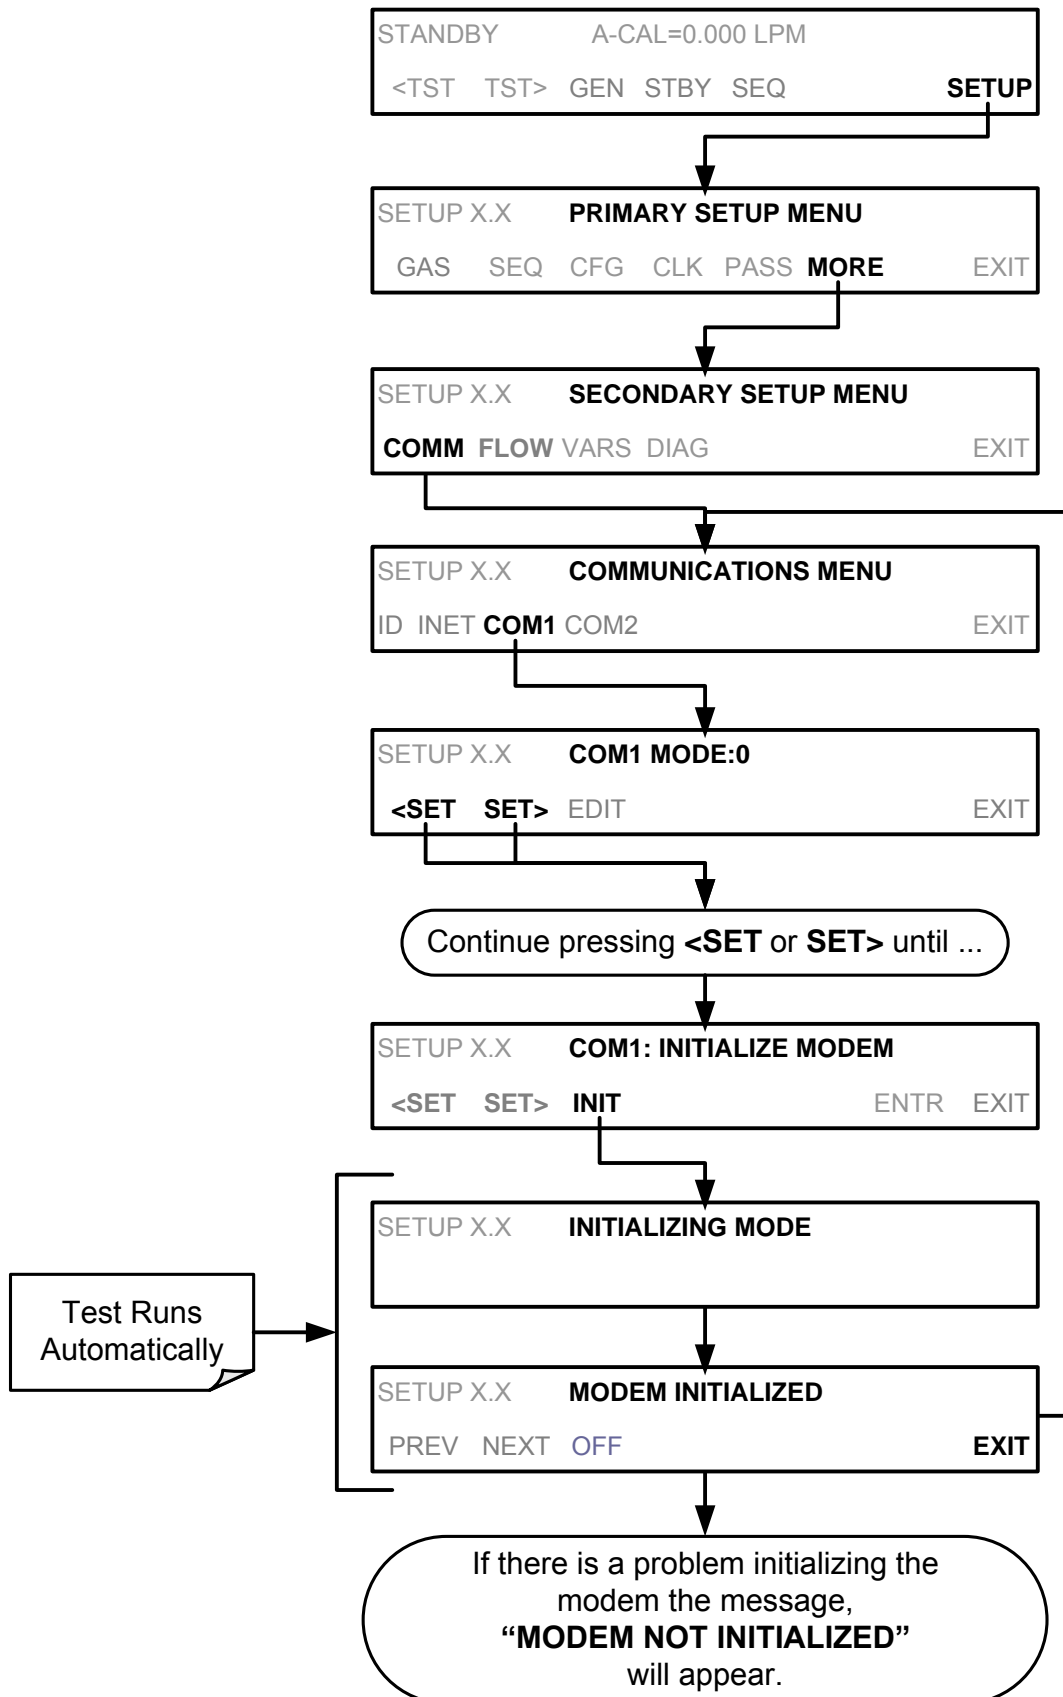 STANDBY A-CAL=0.000 LPM
<TST TST> GEN STBY SEQ SETUP
SETUP X.X PRIMARY SETUP MENU
GAS SEQ CFG CLK PASS MORE EXIT
SETUP X.X SECONDARY SETUP MENU
COMM FLOW VARS DIAG EXIT
SETUP X.X COMMUNICATIONS MENU
ID INET COM1 COM2 EXIT
SETUP X.X COM1 MODE:0
<SET SET> EDIT EXIT
Continue pressing <SET or SET> until ...
SETUP X.X COM1: INITIALIZE MODEM
<SET SET> INIT ENTR EXIT
SETUP X.X INITIALIZING MODE
Test Runs
Automatically
SETUP X.X MODEM INITIALIZED
PREV NEXT OFF EXIT
If there is a problem initializing the
modem the message,
“MODEM NOT INITIALIZED”
will appear.